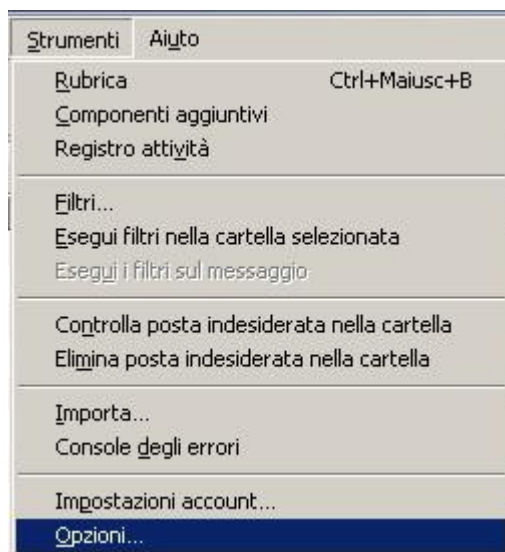 Strumenti Aiuto
Rubrica Ctrl+Maiusc+B
Componenti aggiuntivi
Registro attività
Filtri...
Esegui filtri nella cartella selezionata
Esegui i filtri sul messaggio
Controlla posta indesiderata nella cartella
Elimina posta indesiderata nella cartella
Importa...
Console degli errori
Impostazioni account...
Opzioni...